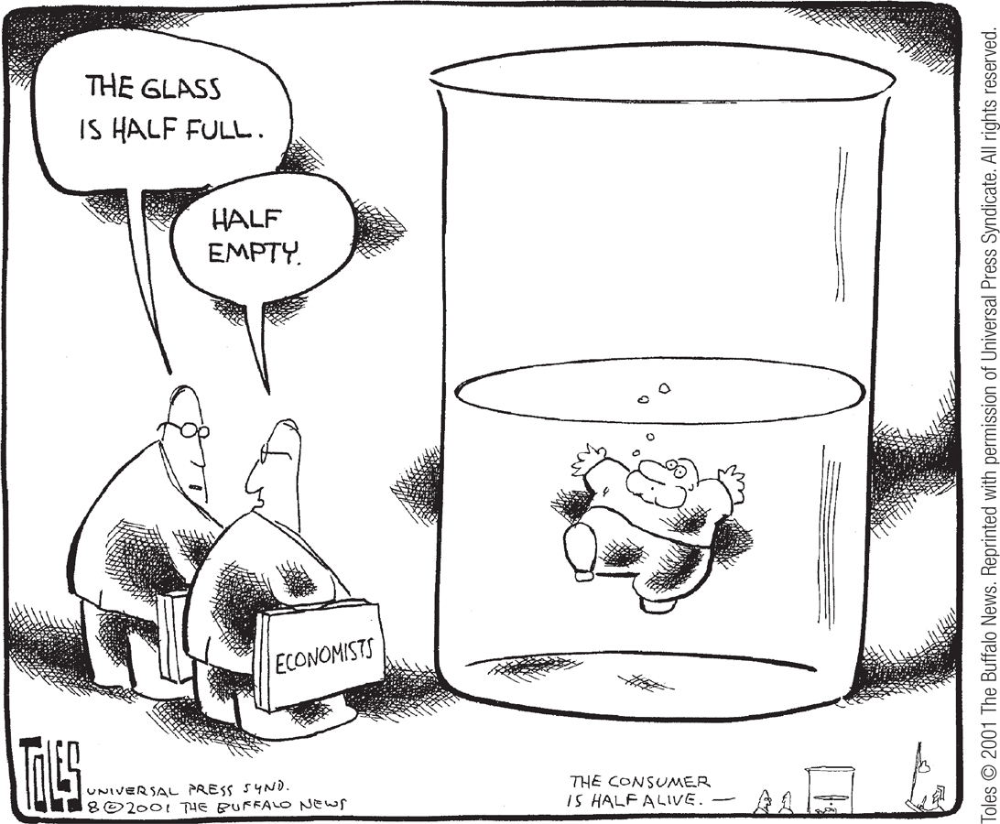 THE GLASS
IS HALF FULL.
HALF
EMPTY.
ECONOMISTS
TOLES
UNIVERSAL PRESS SYND.
8©2001 THE BUFFALO NEWS
THE CONSUMER
IS HALF ALIVE. —
Toles © 2001 The Buffalo News. Reprinted with permission of Universal Press Syndicate. All rights reserved.